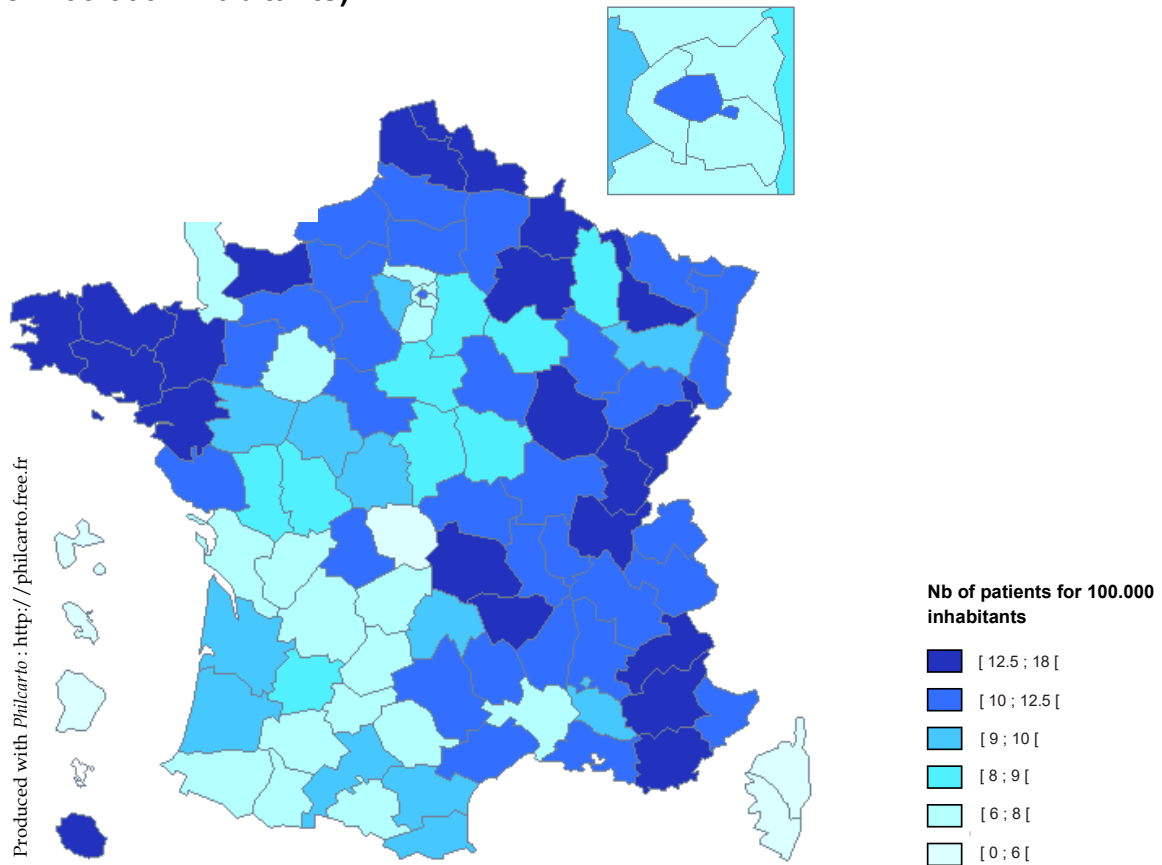 Produced with Philcarto : http://philcarto.free.fr
Nb of patients for 100.000
inhabitants
[ 12.5 ; 18 [
[ 10 ; 12.5 [
[ 9 ; 10 [
[ 8 ; 9 [
[ 6 ; 8 [
[ 0 ; 6 [